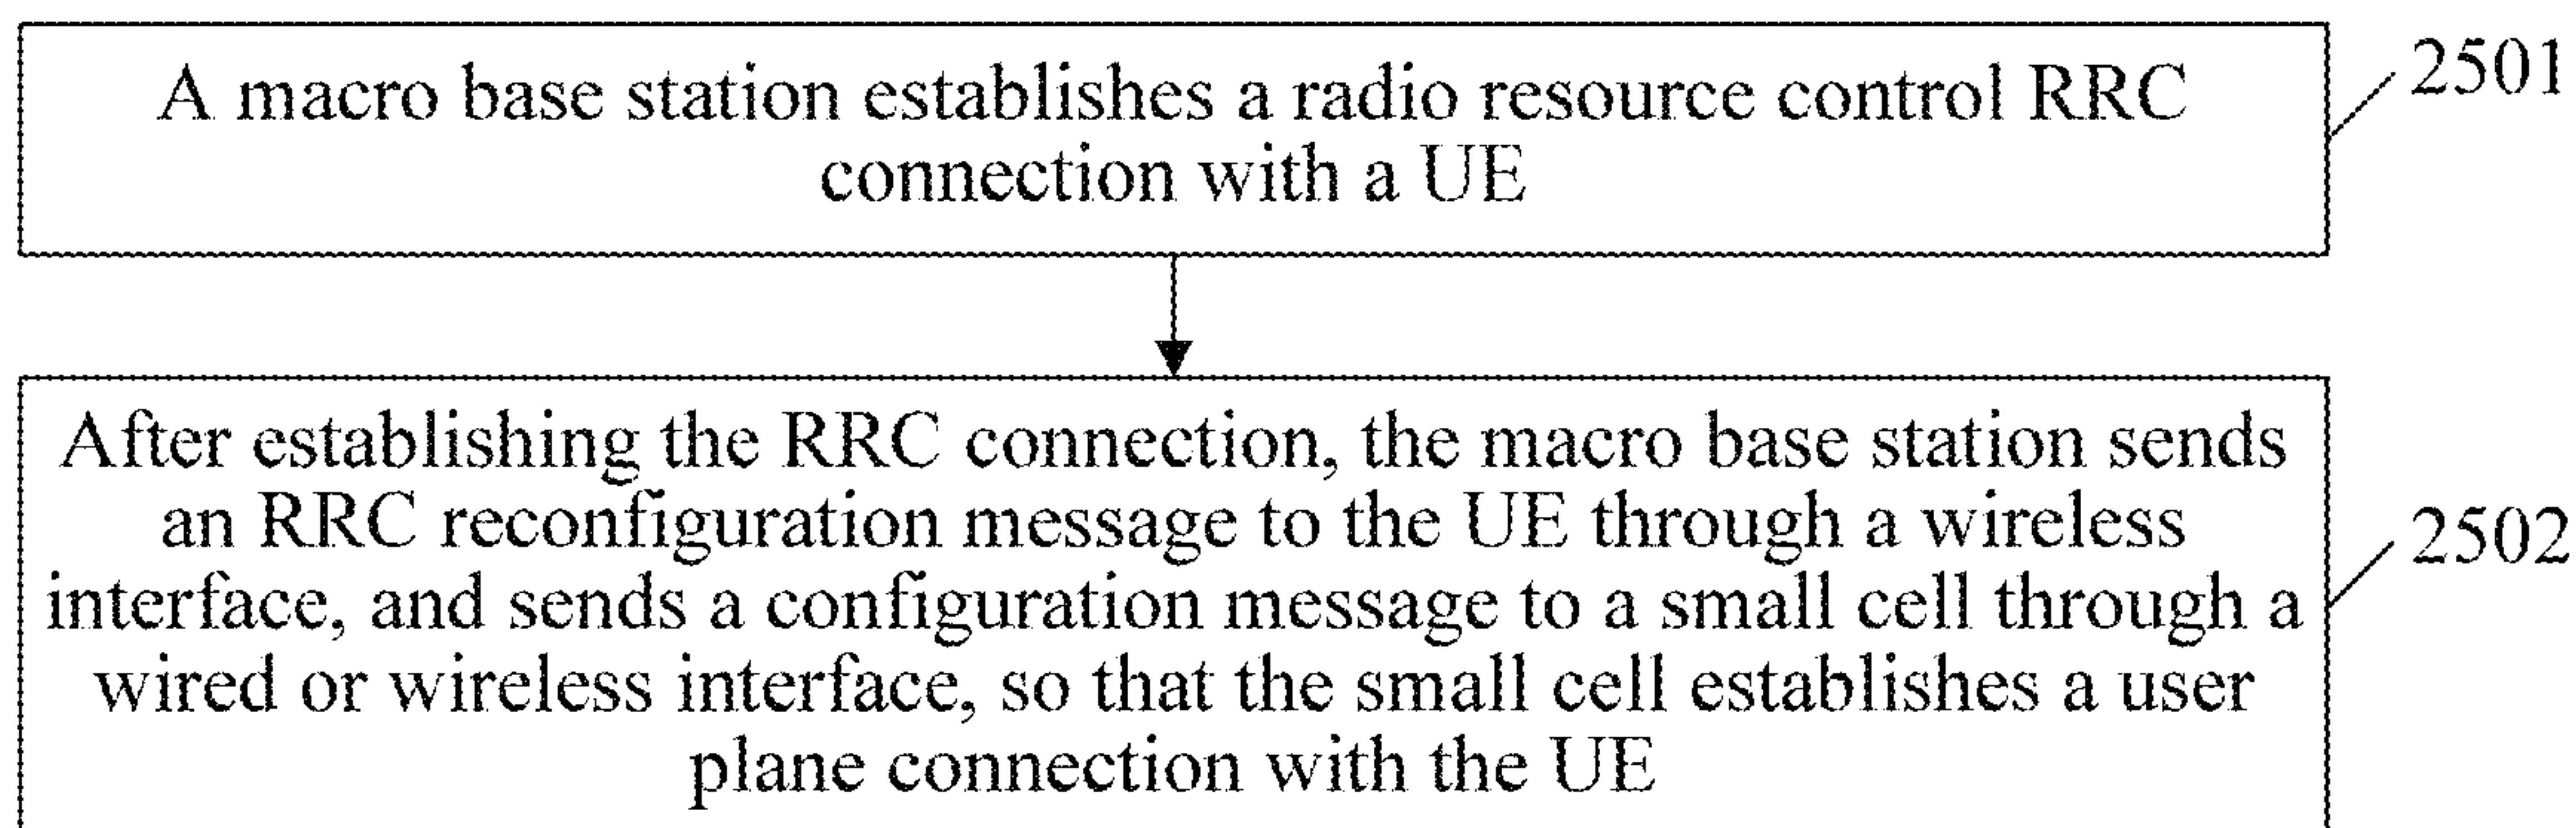 A macro base station establishes a radio resource control RRC
connection with a UE
2501
After establishing the RRC connection, the macro base station sends
an RRC reconfiguration message to the UE through a wireless
interface, and sends a configuration message to a small cell through a
wired or wireless interface, so that the small cell establishes a user
plane connection with the UE
2502